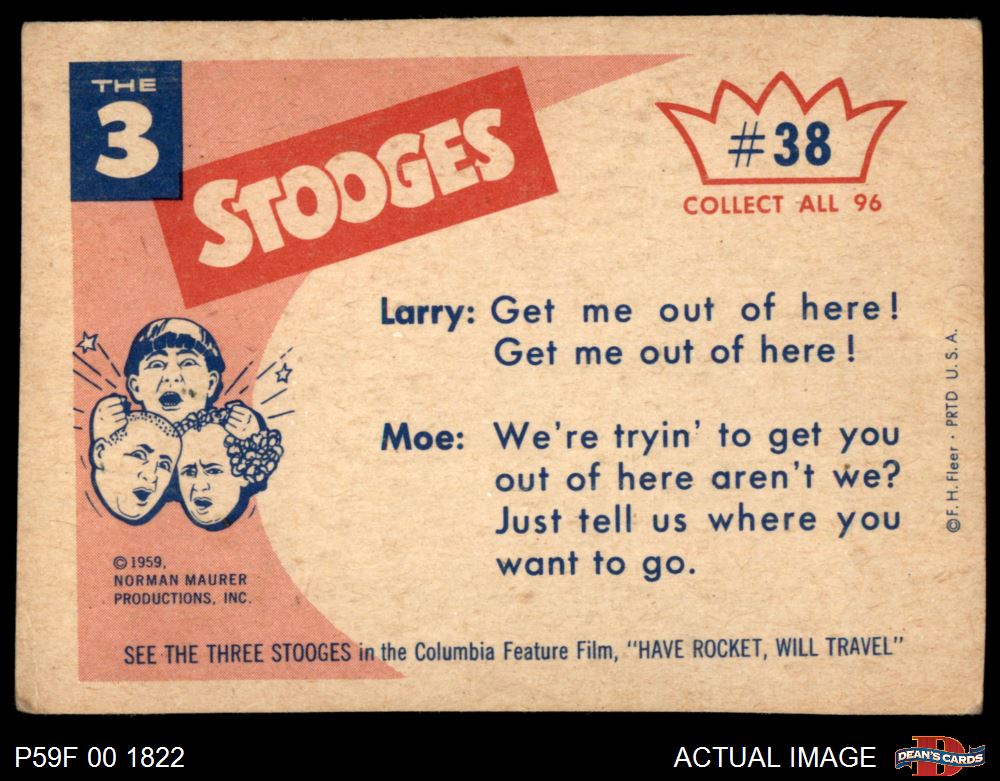 THE
3
STOOGES
#38
COLLECT ALL 96
Larry: Get me out of here!
Get me out of here!
Moe: We're tryin' to get you
out of here aren't we?
Just tell us where you
want to go.
©F. H. Fleer · PRTD U. S. A.
©1959,
NORMAN MAURER
PRODUCTIONS, INC.
SEE THE THREE STOOGES in the Columbia Feature Film, "HAVE ROCKET, WILL TRAVEL"
P59F 00 1822
ACTUAL IMAGE
DEAN'S CARDS